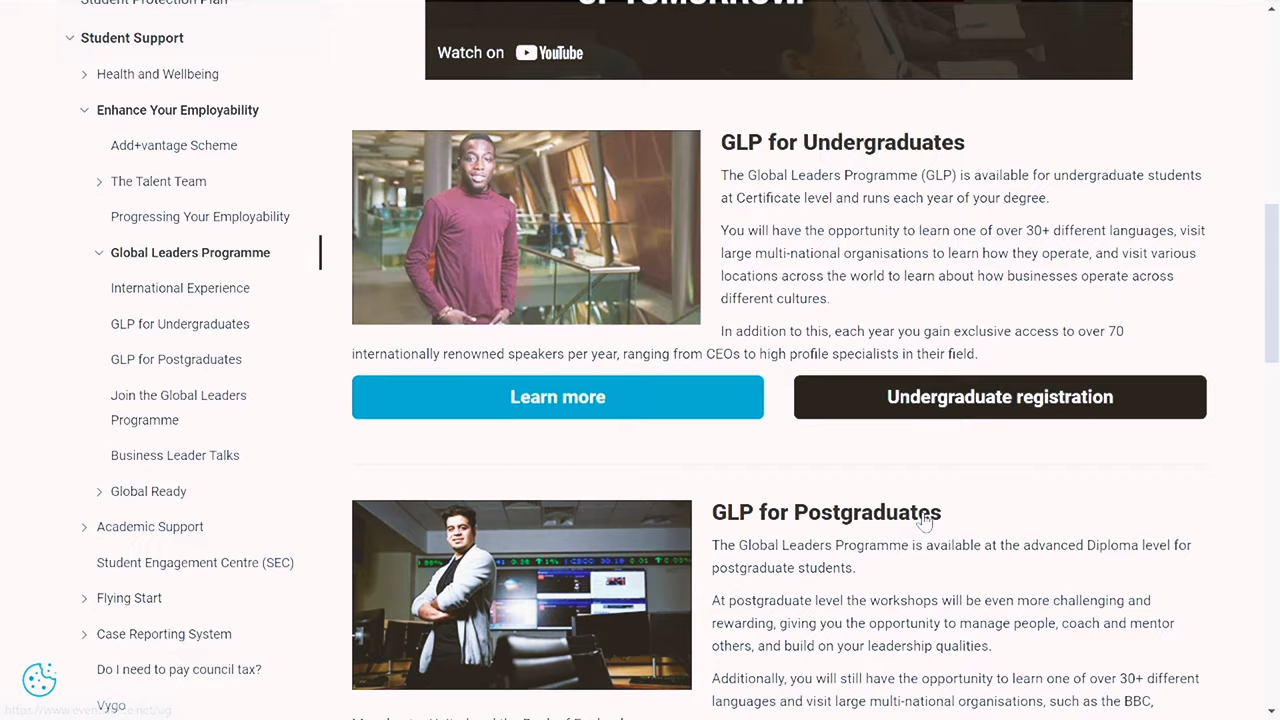 Student Protection Plan
Student Support
Health and Wellbeing
Enhance Your Employability
Add+vantage Scheme
The Talent Team
Progressing Your Employability
Global Leaders Programme
International Experience
GLP for Undergraduates
GLP for Postgraduates
Join the Global Leaders
Programme
Business Leader Talks
Global Ready
Academic Support
Student Engagement Centre (SEC)
Flying Start
Case Reporting System
Do I need to pay council tax?
Vygo
OF TOMORROW.
Watch on YouTube
GLP for Undergraduates
The Global Leaders Programme (GLP) is available for undergraduate students
at Certificate level and runs each year of your degree.
You will have the opportunity to learn one of over 30+ different languages, visit
large multi-national organisations to learn how they operate, and visit various
locations across the world to learn about how businesses operate across
different cultures.
In addition to this, each year you gain exclusive access to over 70
internationally renowned speakers per year, ranging from CEOs to high profile specialists in their field.
Learn more
Undergraduate registration
GLP for Postgraduates
The Global Leaders Programme is available at the advanced Diploma level for
postgraduate students.
At postgraduate level the workshops will be even more challenging and
rewarding, giving you the opportunity to manage people, coach and mentor
others, and build on your leadership qualities.
Additionally, you will still have the opportunity to learn one of over 30+ different
languages and visit large multi-national organisations, such as the BBC,